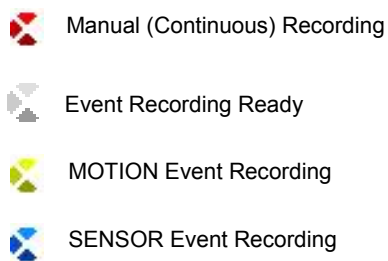 Manual (Continuous) Recording
Event Recording Ready
MOTION Event Recording
SENSOR Event Recording